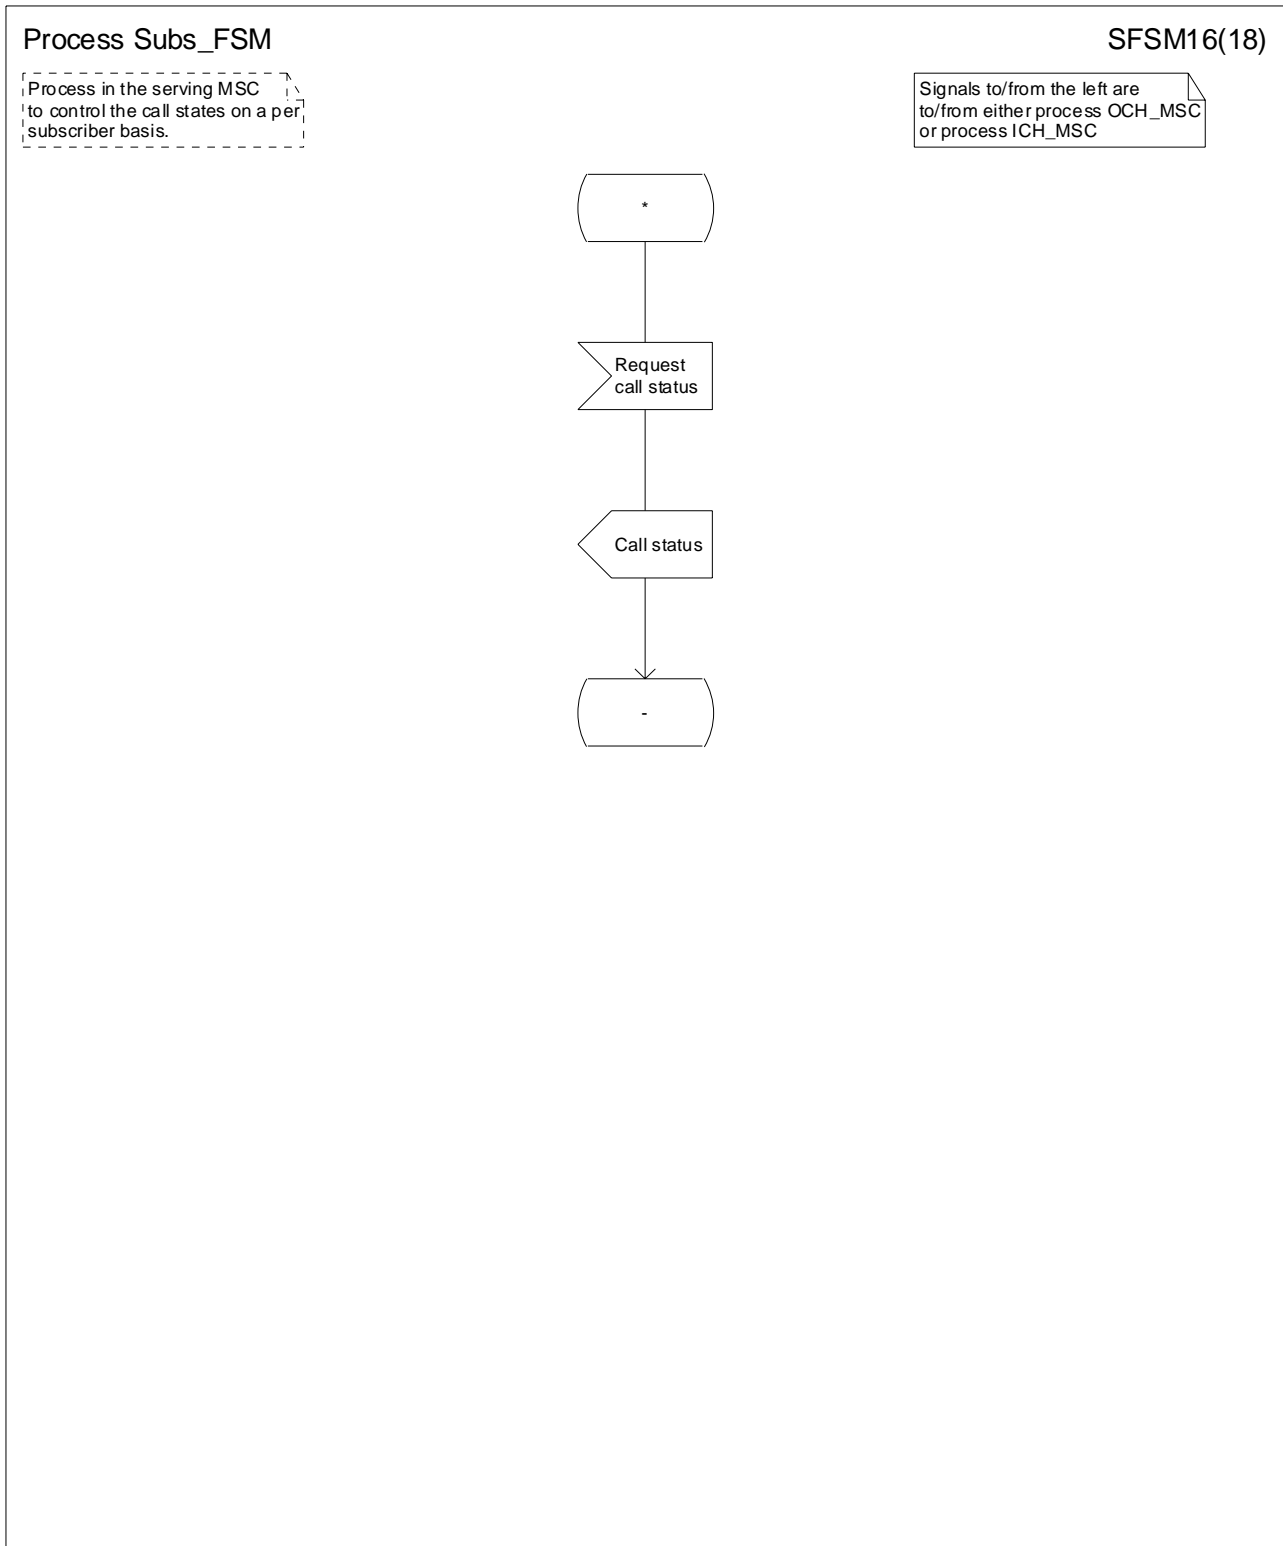 Process Subs_FSM
SFSM16(18)
Process in the serving MSC
to control the call states on a per
subscriber basis.
Signals to/from the left are
to/from either process OCH_MSC
or process ICH_MSC
*
Request
call status
Call status
-